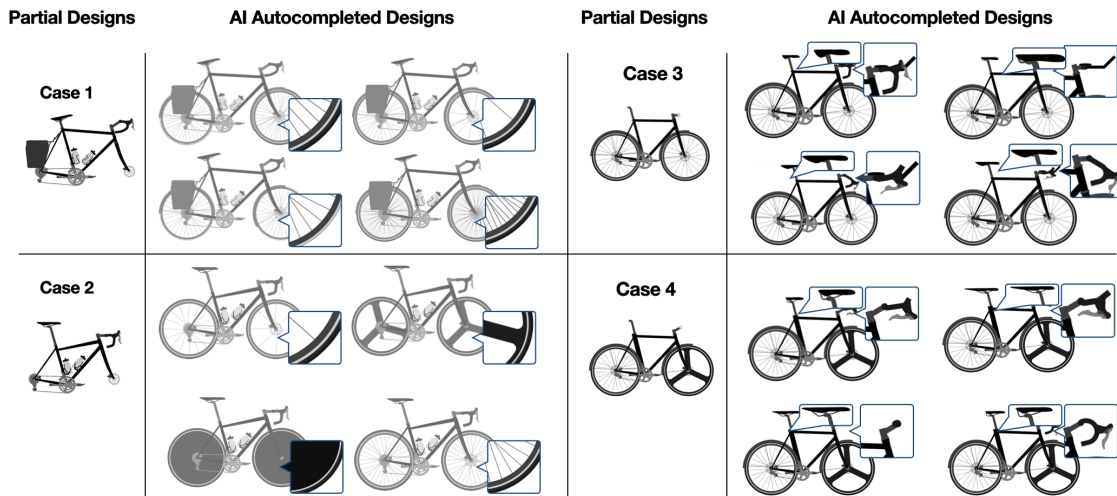 Partial Designs
AI Autocompleted Designs
Partial Designs
AI Autocompleted Designs
Case 1
Case 3
Case 2
Case 4